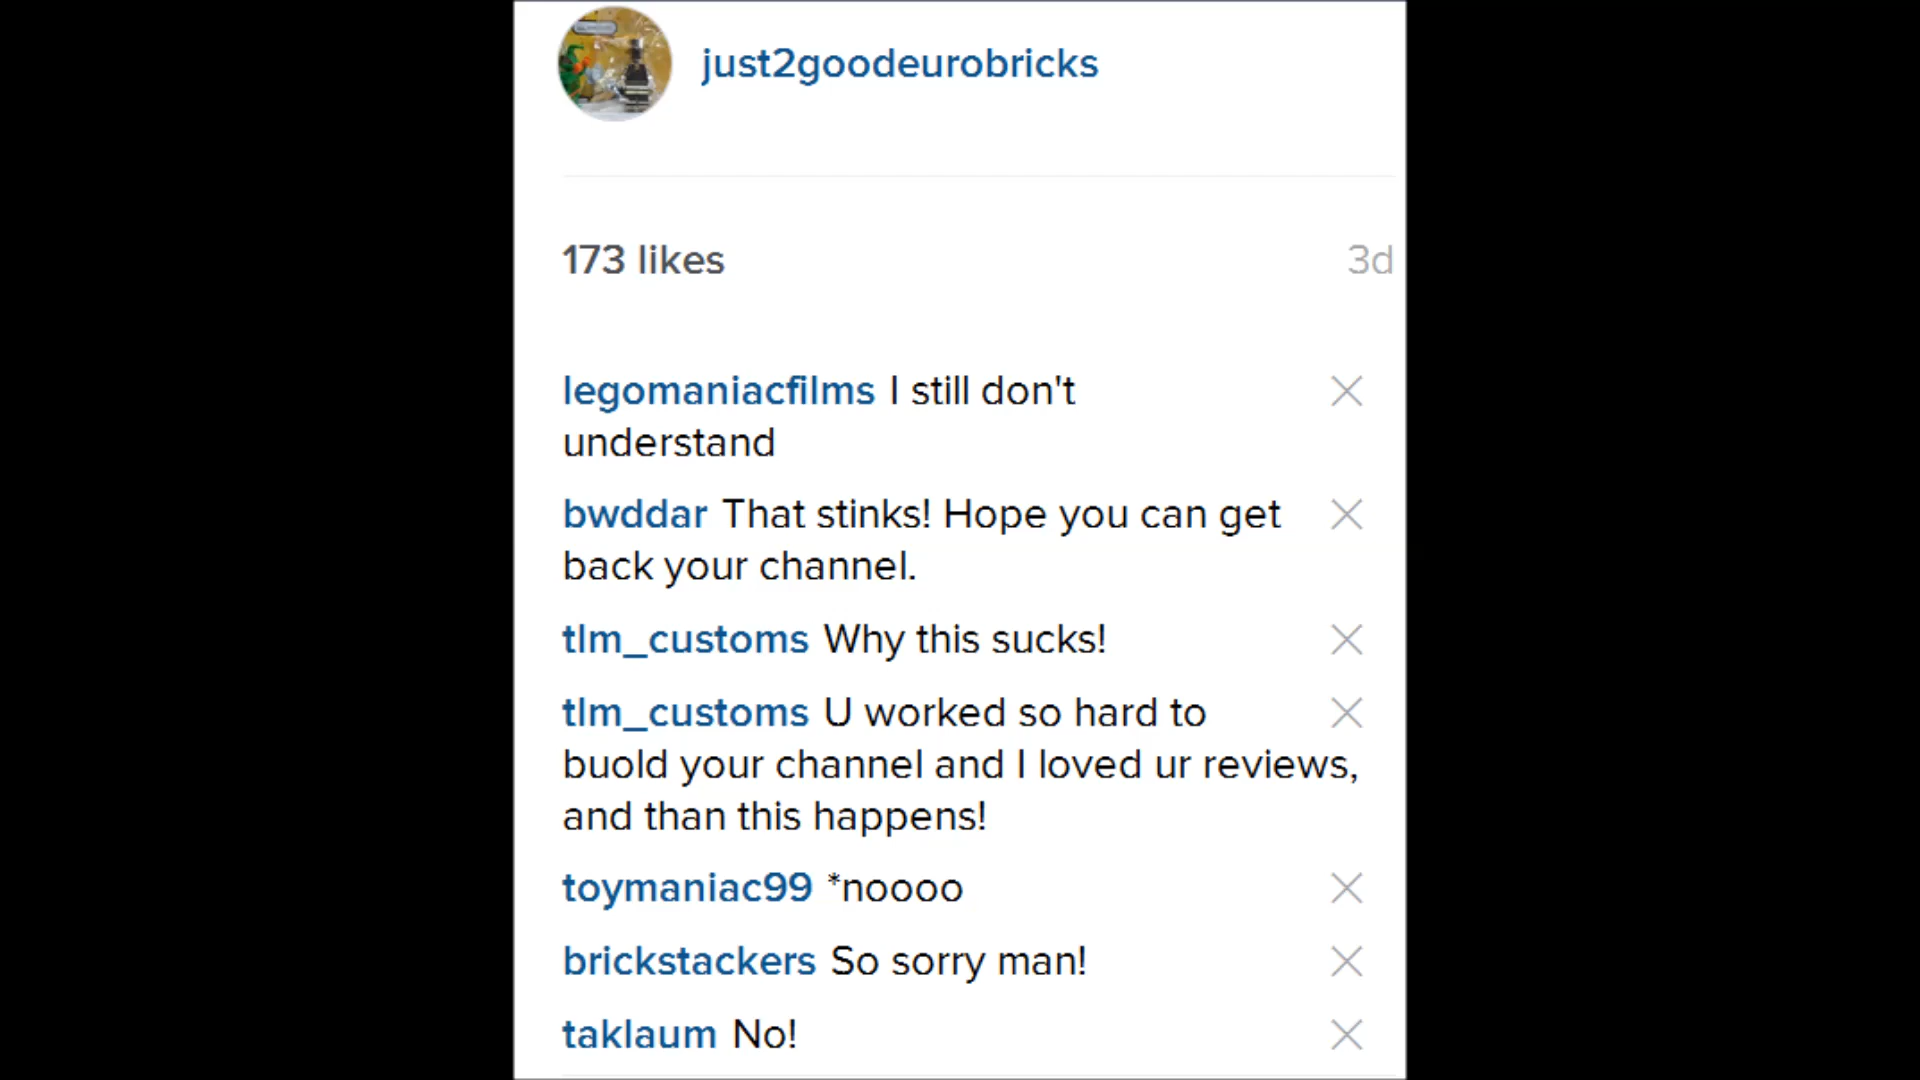 just2goodeurobricks
173 likes 3d
legomaniacfilms I still don't
understand
bwddar That stinks! Hope you can get
back your channel.
tlm_customs Why this sucks!
tlm_customs U worked so hard to
buold your channel and I loved ur reviews,
and than this happens!
toymaniac99 *noooo
brickstackers So sorry man!
taklaum No!